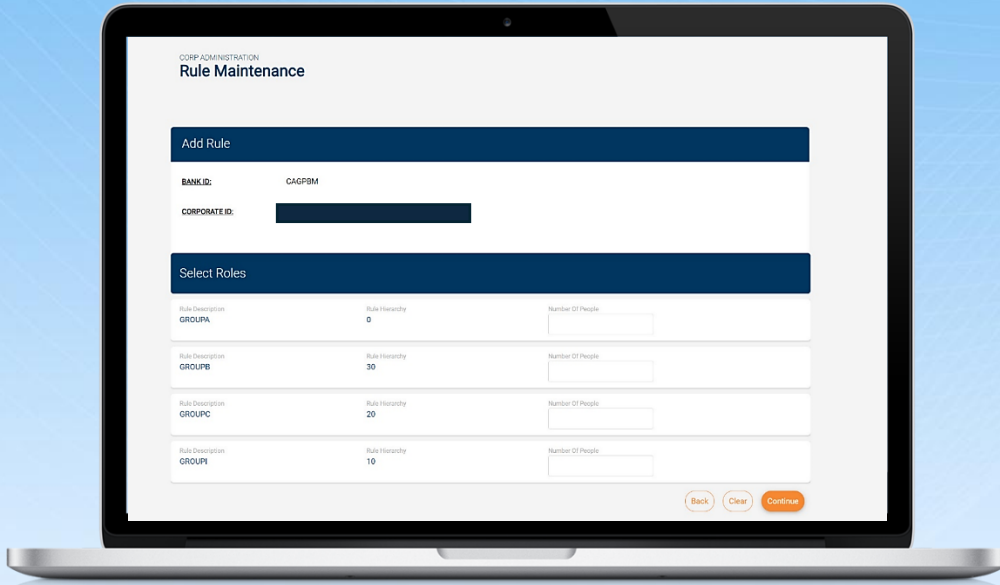 CORP ADMINISTRATION
Rule Maintenance
Add Rule
BANK ID: CAGPBM
CORPORATE ID:
Select Roles
Rule Description Rule Hierarchy Number Of People
GROUPA 0
Rule Description Rule Hierarchy Number Of People
GROUPB 30
Rule Description Rule Hierarchy Number Of People
GROUPC 20
Rule Description Rule Hierarchy Number Of People
GROUPI 10
Back Clear Continue